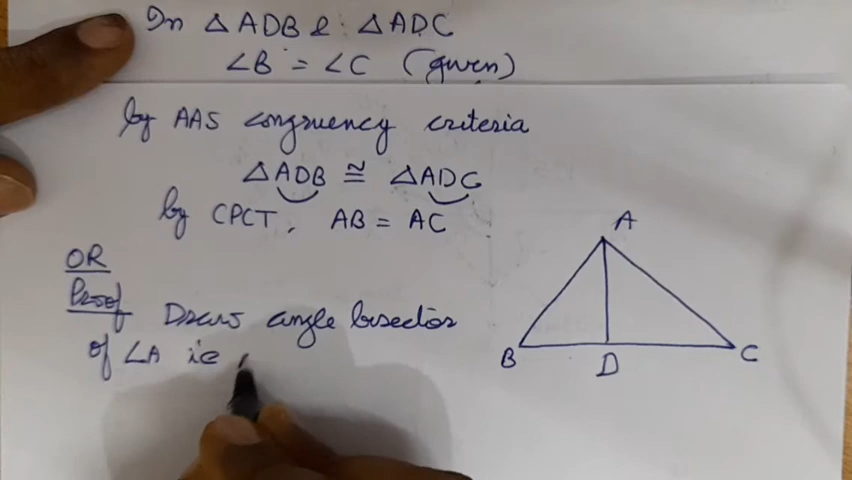 In △ADB & △ADC
∠B = ∠C (given)
by AAS congruency criteria
△ADB ≅ △ADC
by CPCT, AB = AC
OR
Proof Draw angle bisector
of ∠A ie
A
B
D
C